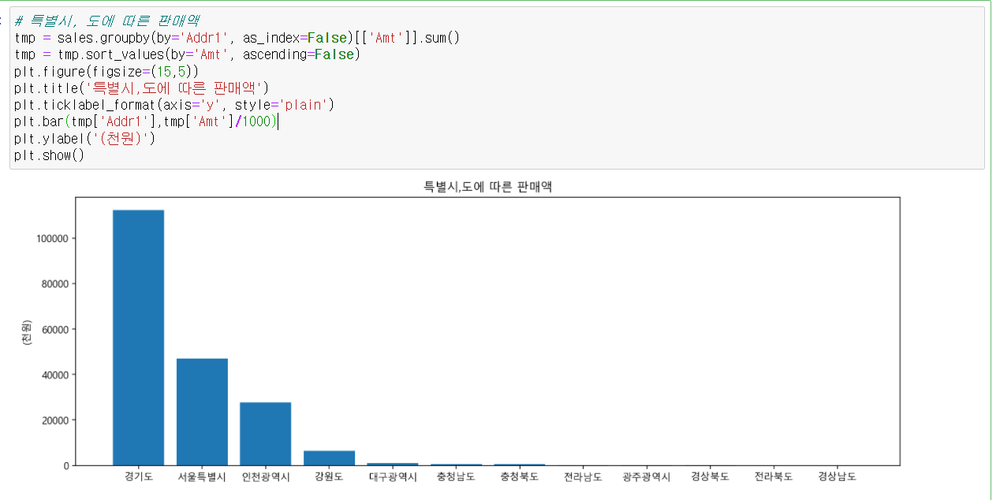 # 특별시, 도에 따른 판매액
tmp = sales.groupby(by='Addr1', as_index=False)[['Amt']].sum()
tmp = tmp.sort_values(by='Amt', ascending=False)
plt.figure(figsize=(15,5))
plt.title('특별시,도에 따른 판매액')
plt.ticklabel_format(axis='y', style='plain')
plt.bar(tmp['Addr1'],tmp['Amt']/1000)
plt.ylabel('(천원)')
plt.show()
특별시,도에 따른 판매액
100000
80000
60000
40000
20000
0
(천원)
경기도 서울특별시 인천광역시 강원도 대구광역시 충청남도 충청북도 전라남도 광주광역시 경상북도 전라북도 경상남도